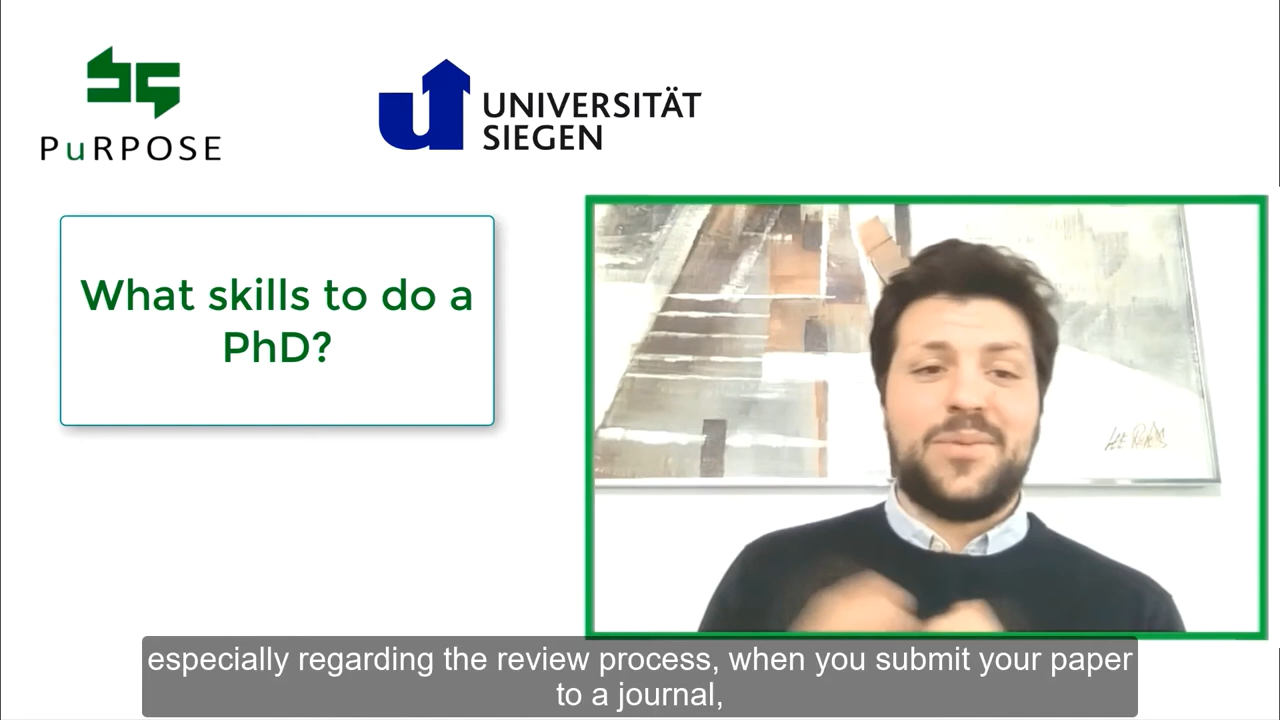 PuRPOSE
UNIVERSITÄT
SIEGEN
What skills to do a
PhD?
especially regarding the review process, when you submit your paper
to a journal,